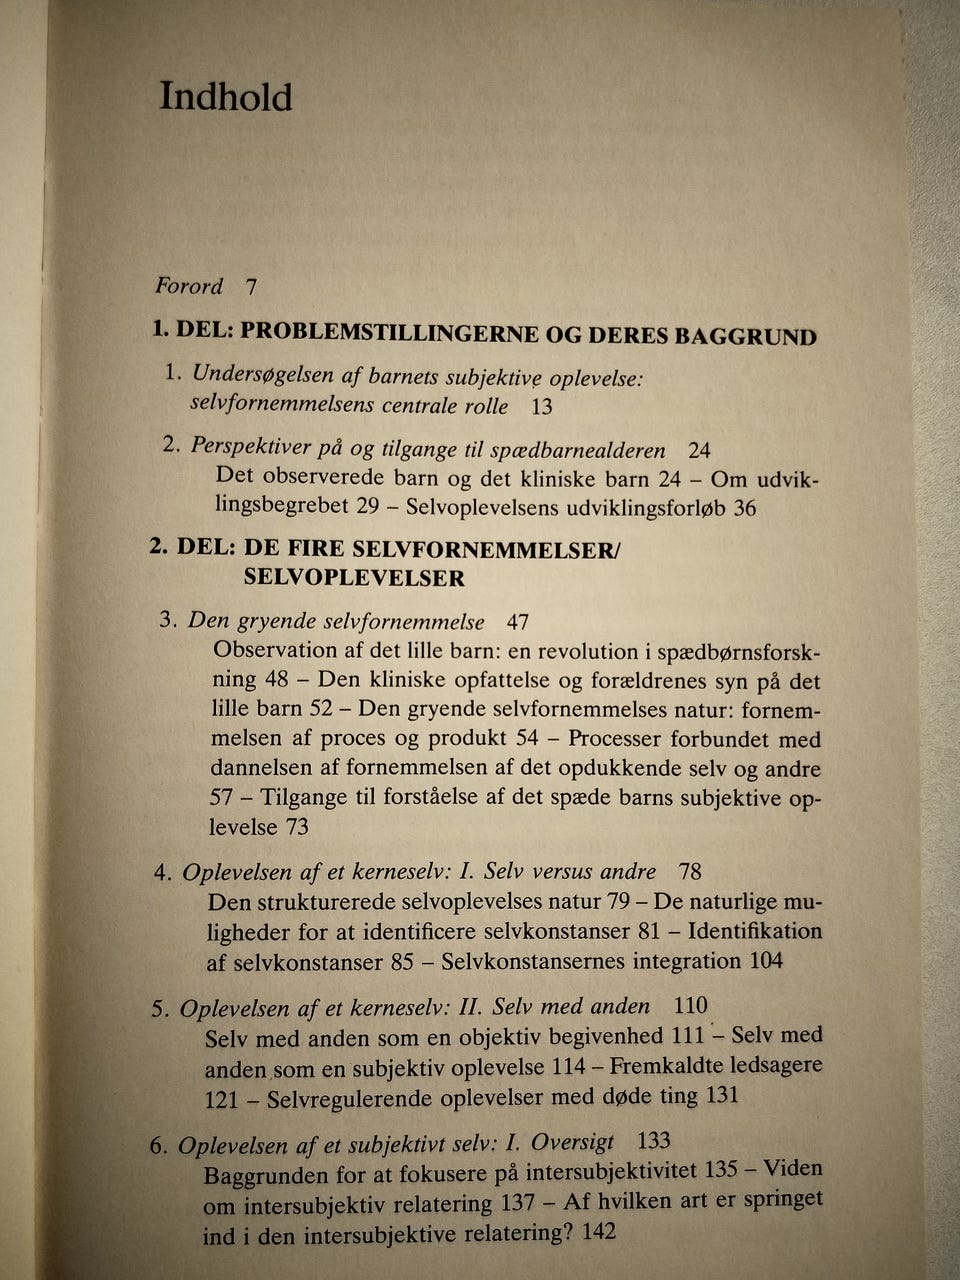 Indhold
Forord 7
1. DEL: PROBLEMSTILLINGERNE OG DERES BAGGRUND
1. Undersøgelsen af barnets subjektive oplevelse:
selvfornemmelsens centrale rolle 13
2. Perspektiver på og tilgange til spædbarnealderen 24
Det observerede barn og det kliniske barn 24 – Om udvik-
lingsbegrebet 29 – Selvoplevelsens udviklingsforløb 36
2. DEL: DE FIRE SELVFORNEMMELSER/
SELVOPLEVELSER
3. Den gryende selvfornemmelse 47
Observation af det lille barn: en revolution i spædbørnsforsk-
ning 48 – Den kliniske opfattelse og forældrenes syn på det
lille barn 52 – Den gryende selvfornemmelses natur: fornem-
melsen af proces og produkt 54 – Processer forbundet med
dannelsen af fornemmelsen af det opdukkende selv og andre
57 – Tilgange til forståelse af det spæde barns subjektive op-
levelse 73
4. Oplevelsen af et kerneselv: I. Selv versus andre 78
Den strukturerede selvoplevelses natur 79 – De naturlige mu-
ligheder for at identificere selvkonstanser 81 – Identifikation
af selvkonstanser 85 – Selvkonstansernes integration 104
5. Oplevelsen af et kerneselv: II. Selv med anden 110
Selv med anden som en objektiv begivenhed 111 – Selv med
anden som en subjektiv oplevelse 114 – Fremkaldte ledsagere
121 – Selvregulerende oplevelser med døde ting 131
6. Oplevelsen af et subjektivt selv: I. Oversigt 133
Baggrunden for at fokusere på intersubjektivitet 135 – Viden
om intersubjektiv relatering 137 – Af hvilken art er springet
ind i den intersubjektive relatering? 142